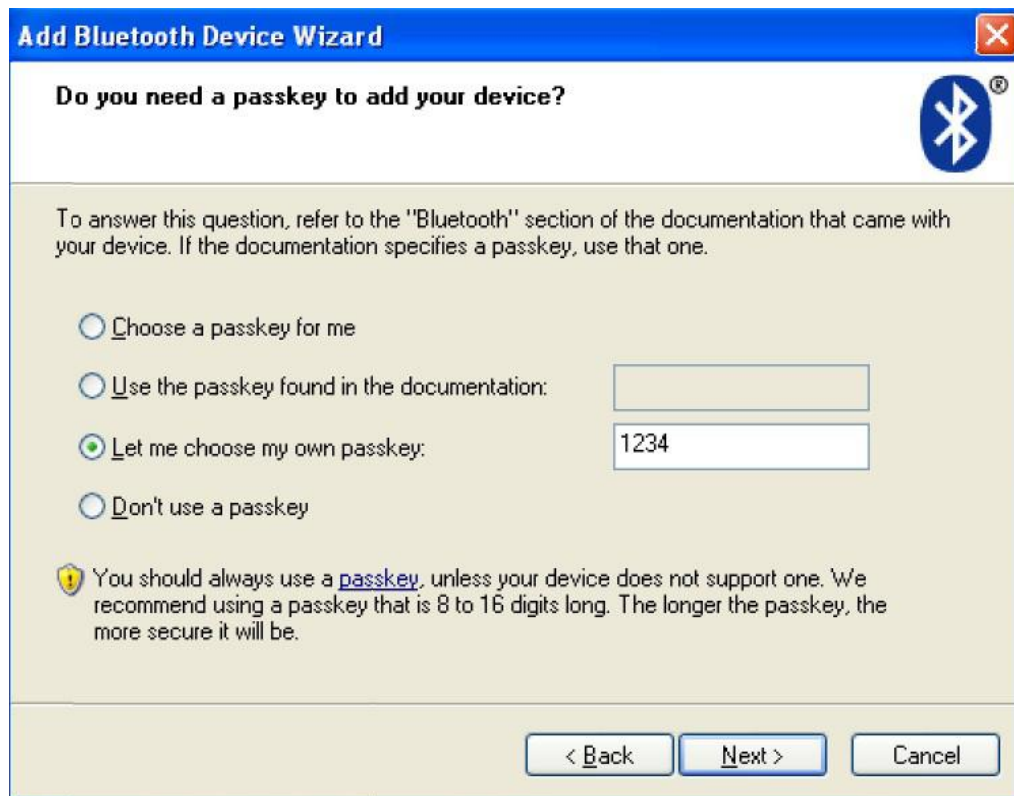 Add Bluetooth Device Wizard
Do you need a passkey to add your device?
®
To answer this question, refer to the "Bluetooth" section of the documentation that came with
your device. If the documentation specifies a passkey, use that one.
Choose a passkey for me
Use the passkey found in the documentation:
Let me choose my own passkey: 1234
Don't use a passkey
You should always use a passkey, unless your device does not support one. We
recommend using a passkey that is 8 to 16 digits long. The longer the passkey, the
more secure it will be.
< Back Next > Cancel